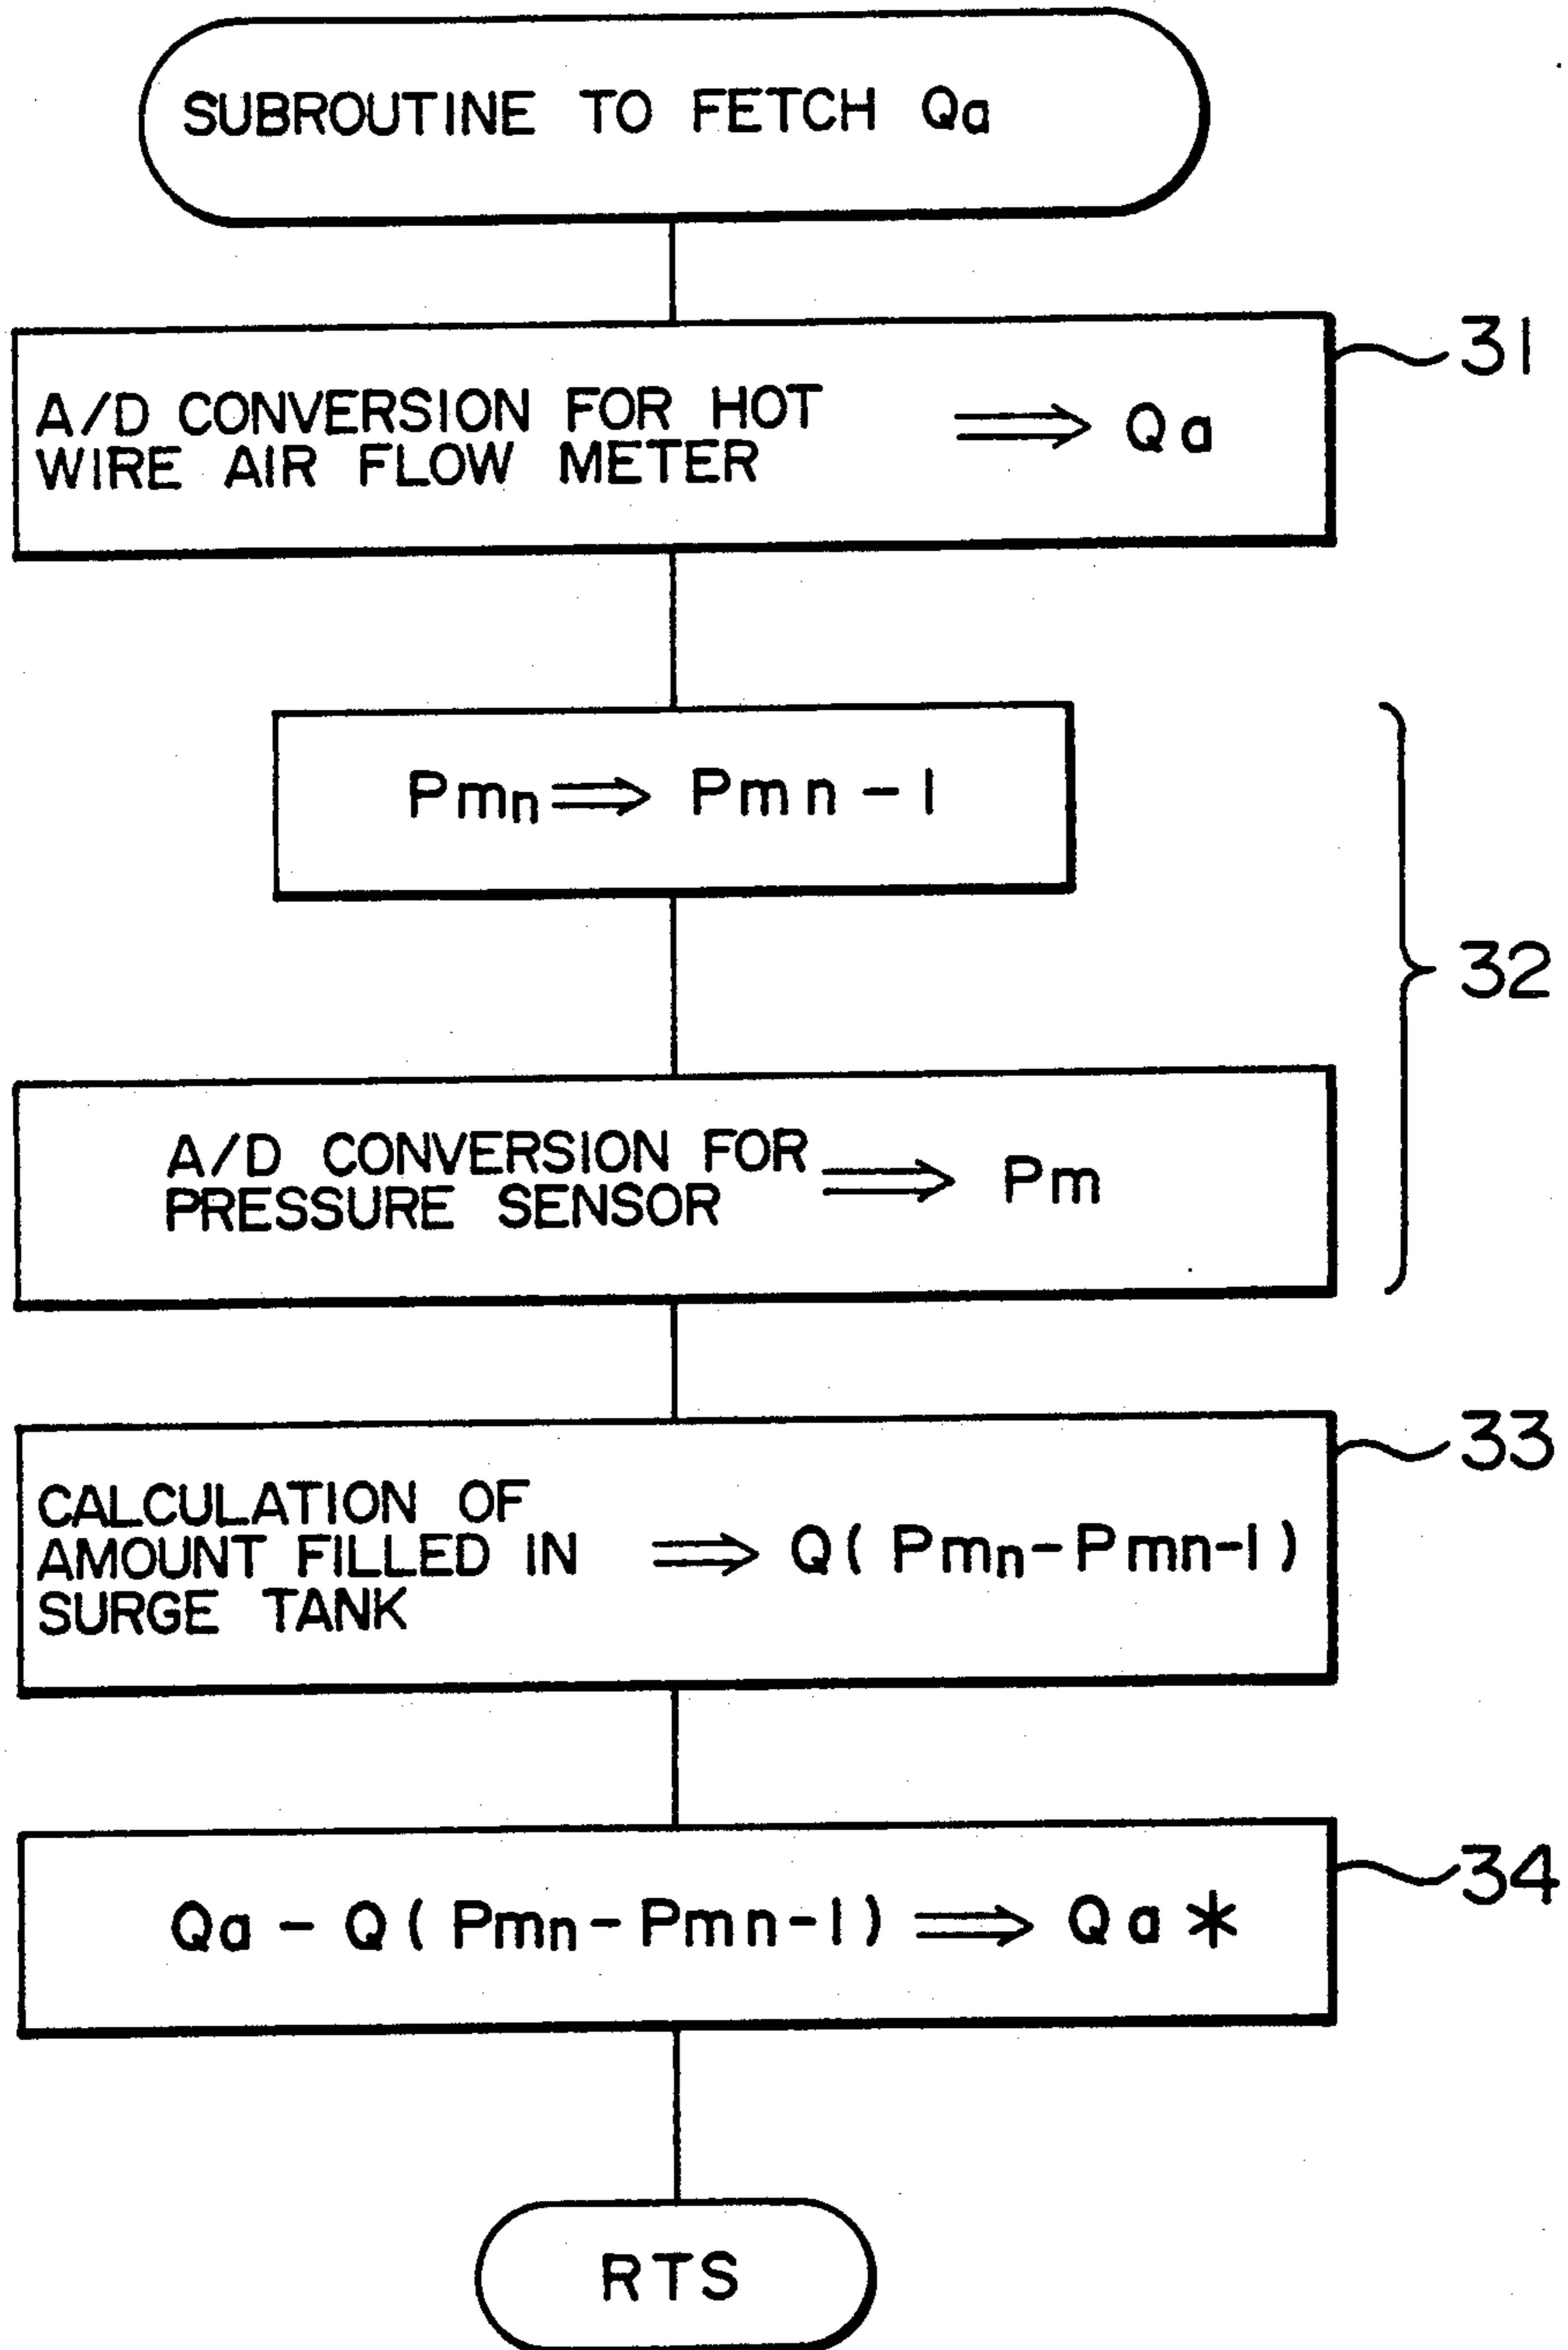 SUBROUTINE TO FETCH Qa
31
A/D CONVERSION FOR HOT
WIRE AIR FLOW METER ⟹ Qa
Pmn ⟹ Pmn-1
32
A/D CONVERSION FOR
PRESSURE SENSOR ⟹ Pm
33
CALCULATION OF
AMOUNT FILLED IN ⟹ Q(Pmn-Pmn-1)
SURGE TANK
34
Qa - Q(Pmn-Pmn-1) ⟹ Qa*
RTS